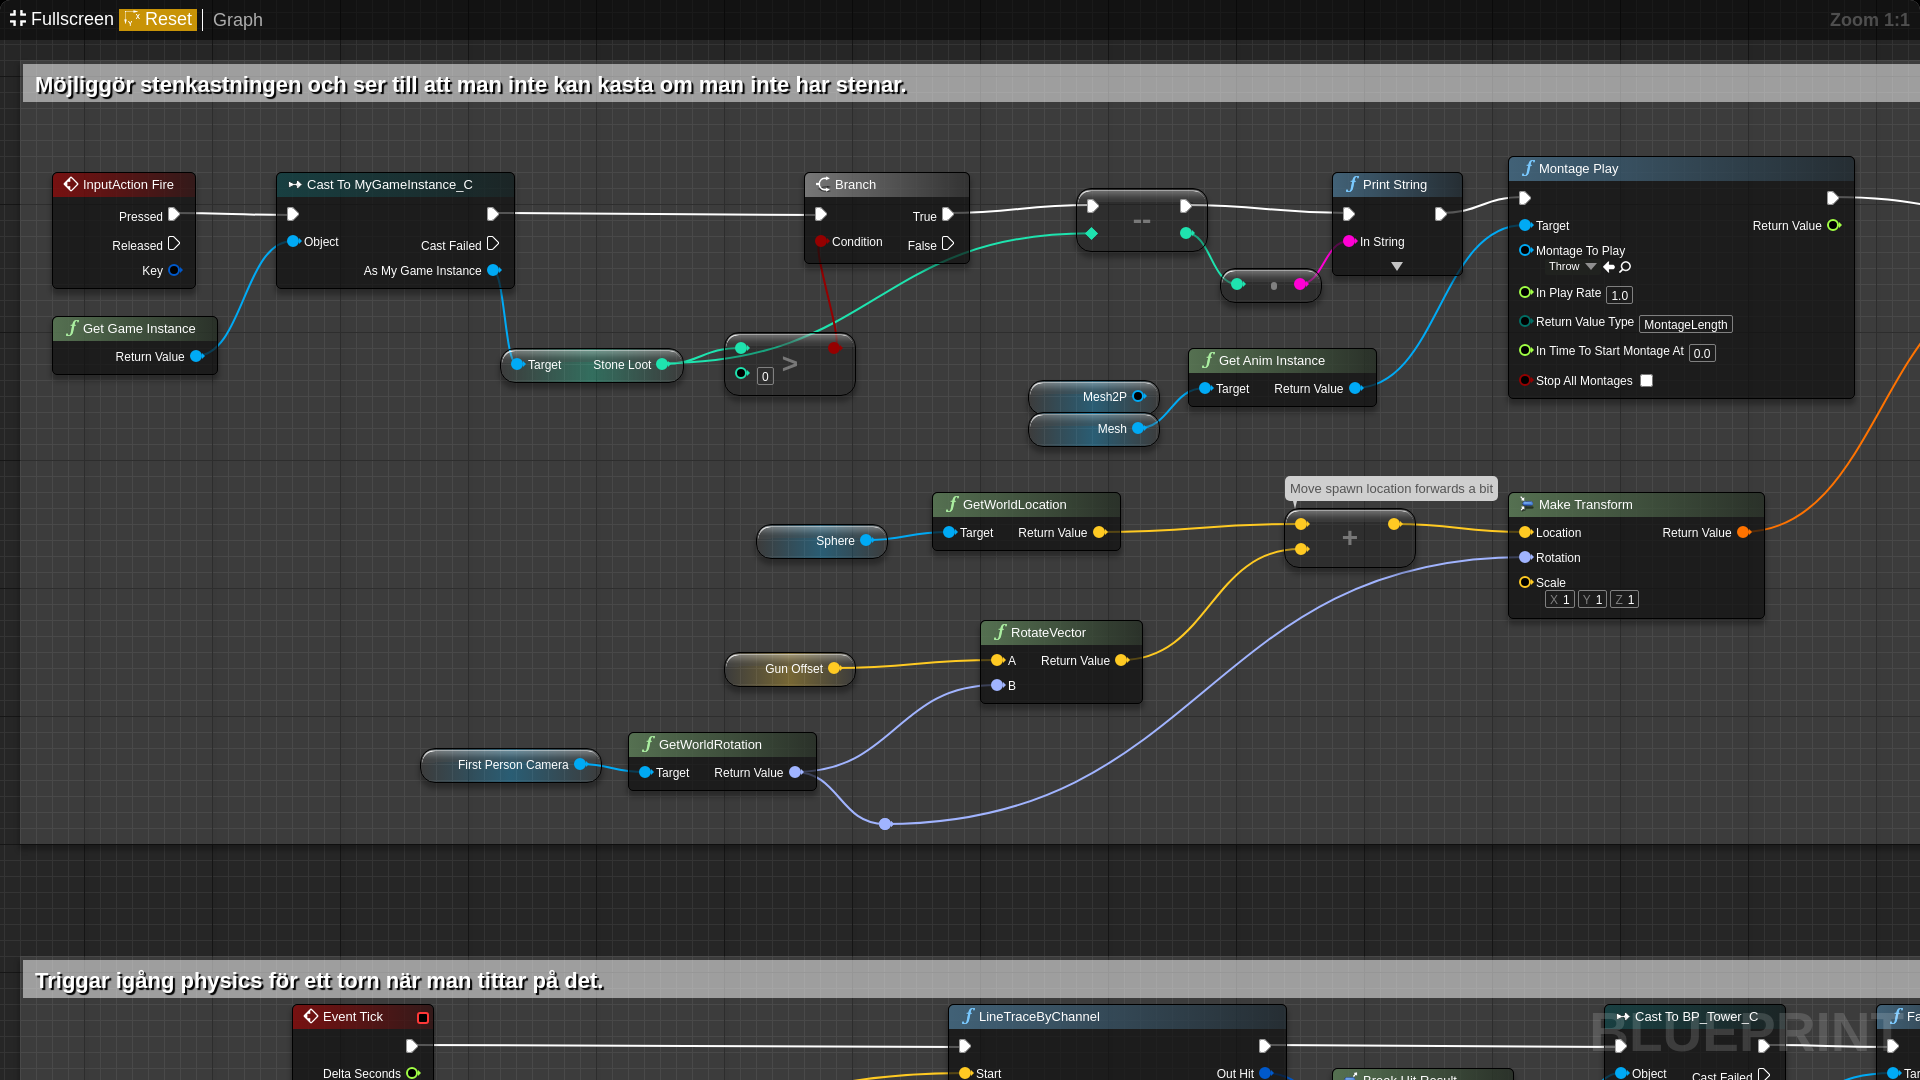 Fullscreen Reset Graph Zoom 1:1
Möjliggör stenkastningen och ser till att man inte kan kasta om man inte har stenar.
InputAction Fire
Pressed
Released
Key
Get Game Instance
Return Value
Cast To MyGameInstance_C
Object
Cast Failed
As My Game Instance
Target Stone Loot
0 >
Branch
True
Condition False
--
Print String
In String
Montage Play
Target Return Value
Montage To Play
Throw
In Play Rate 1.0
Return Value Type MontageLength
In Time To Start Montage At 0.0
Stop All Montages
Get Anim Instance
Target Return Value
Mesh2P
Mesh
Move spawn location forwards a bit
+
Make Transform
Location Return Value
Rotation
Scale
X 1 Y 1 Z 1
GetWorldLocation
Target Return Value
Sphere
RotateVector
A Return Value
B
Gun Offset
GetWorldRotation
Target Return Value
First Person Camera
Triggar igång physics för ett torn när man tittar på det.
Event Tick
Delta Seconds
LineTraceByChannel
Start Out Hit
Break Hit Result
Cast To BP_Tower_C
Object Cast Failed
BLUEPRINT